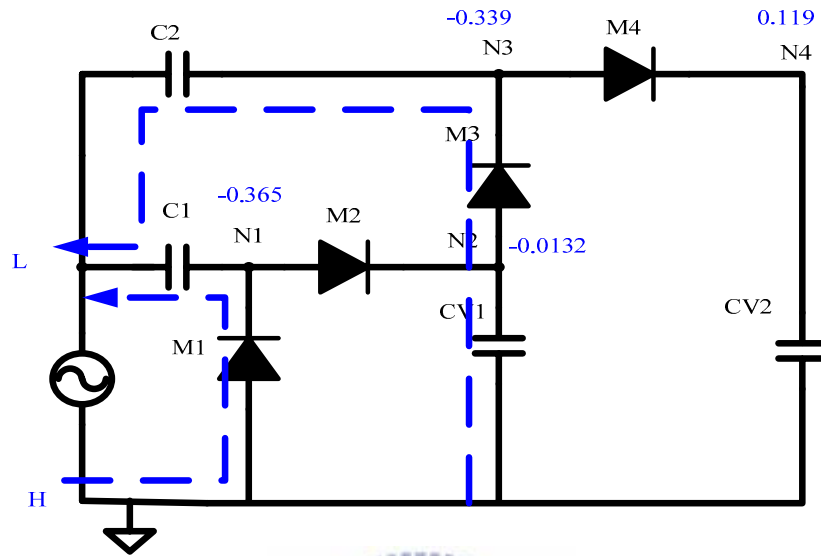 -0.339
0.119
C2
N3
M4
N4
M3
-0.365
C1
N1
M2
N2
-0.0132
L
CV1
CV2
M1
H